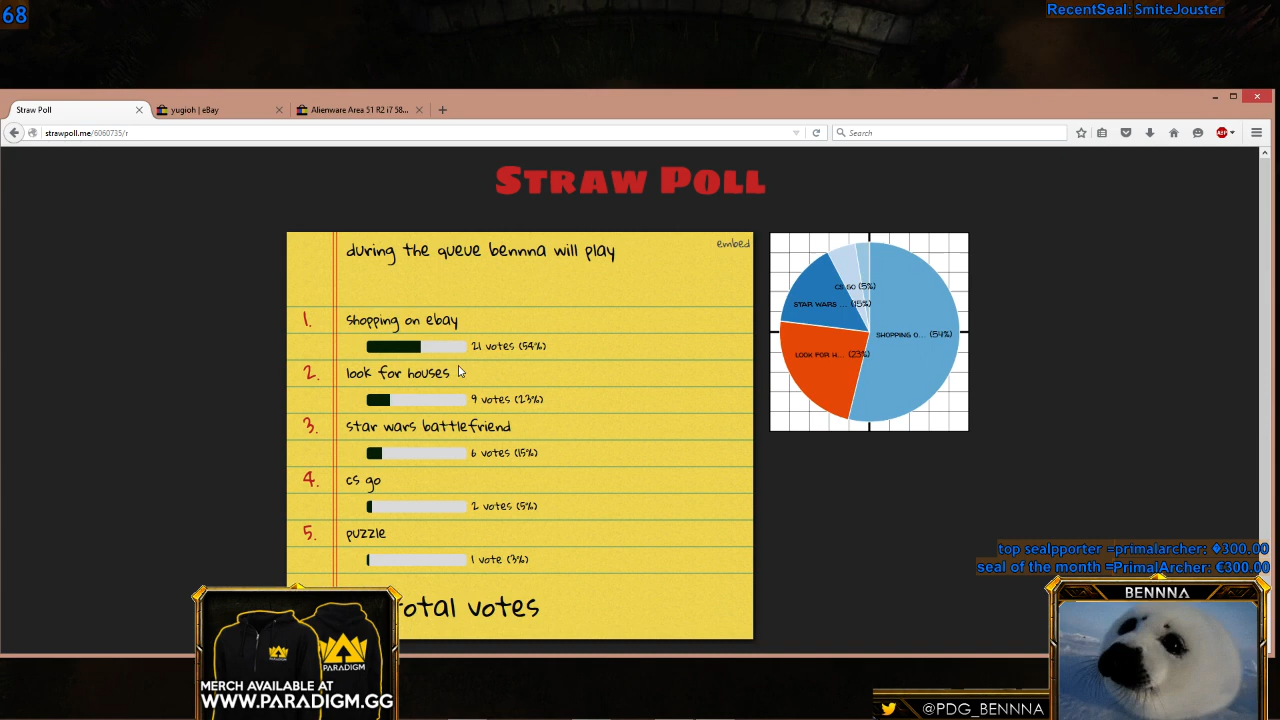 68
RecentSeal: SmiteJouster
Straw Poll
yugioh | eBay
Alienware Area 51 R2 i7 58...
strawpoll.me/6060735/r
Search
ABP
STRAW POLL
during the queue bennna will play
embed
1. shopping on ebay
21 votes (54%)
2. look for houses
9 votes (23%)
3. star wars battlefriend
6 votes (15%)
4. cs go
2 votes (5%)
5. puzzle
1 vote (3%)
otal votes
CS GO (5%)
STAR WARS ... (15%)
SHOPPING O... (54%)
LOOK FOR H... (23%)
top sealpporter =primalarcher: �300.00
seal of the month =PrimalArcher: €300.00
PARADIGM
MERCH AVAILABLE AT
WWW.PARADIGM.GG
BENNNA
@PDG_BENNNA